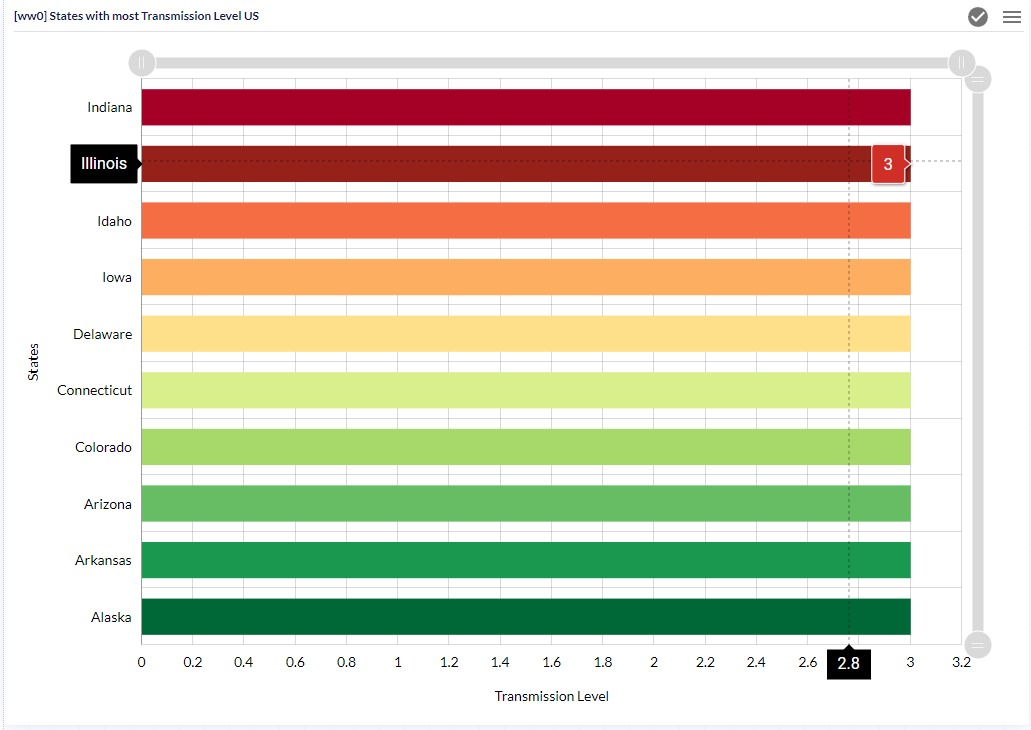 [ww0] States with most Transmission Level US
Indiana
Illinois
3
Idaho
Iowa
Delaware
States
Connecticut
Colorado
Arizona
Arkansas
Alaska
0 0.2 0.4 0.6 0.8 1 1.2 1.4 1.6 1.8 2 2.2 2.4 2.6 2.8 3 3.2
Transmission Level